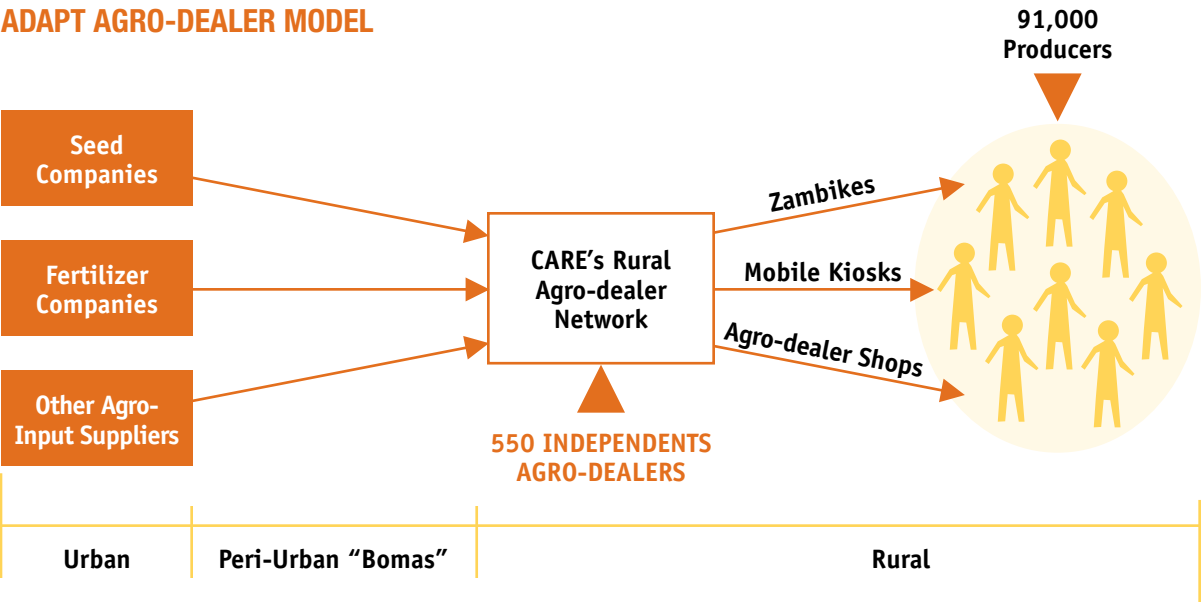 ADAPT AGRO-DEALER MODEL
91,000
Producers
Seed
Companies
Fertilizer
Companies
Other Agro-
Input Suppliers
CARE’s Rural
Agro-dealer
Network
550 INDEPENDENTS
AGRO-DEALERS
Zambikes
Mobile Kiosks
Agro-dealer Shops
Urban
Peri-Urban “Bomas”
Rural